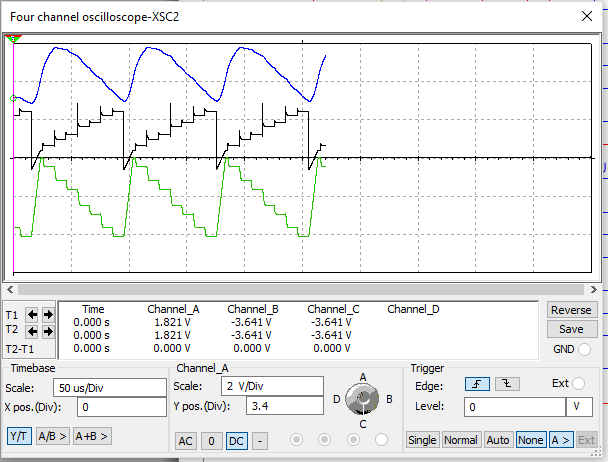 Four channel oscilloscope-XSC2
Time Channel_A Channel_B Channel_C Channel_D
T1 0.000 s 1.821 V -3.641 V -3.641 V
T2 0.000 s 1.821 V -3.641 V -3.641 V
T2-T1 0.000 s 0.000 V 0.000 V 0.000 V
Reverse
Save
GND
Timebase
Scale: 50 us/Div
X pos.(Div): 0
Y/T A/B > A+B >
Channel_A
Scale: 2 V/Div
Y pos.(Div): 3.4
AC 0 DC -
A
D B
C
Trigger
Edge: Ext
Level: 0 V
Single Normal Auto None A > Ext